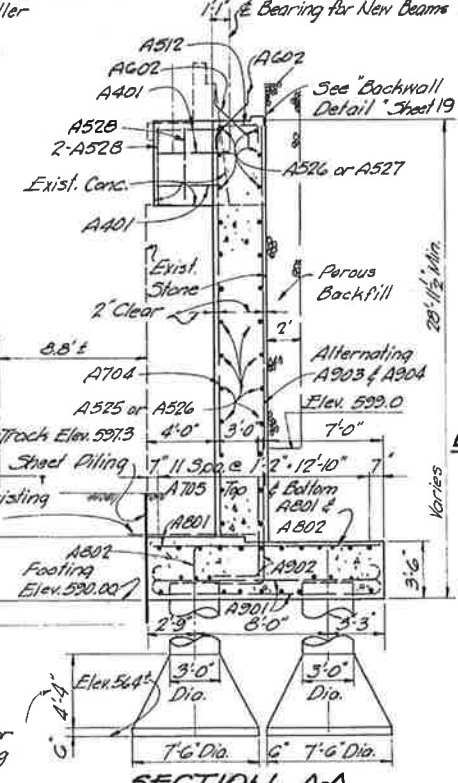 1'-1"
℄ Bearing for New Beams
A512
A602
A602
A401
See "Backwall
Detail" Sheet 19
A528
2-A528
A526 or A527
Exist. Conc.
A401
Exist.
Stone
Porous
Backfill
2" Clear
2'
28'-11½" Min.
8.8' ±
Alternating
A903 & A904
A704
A525 or A526
Elev. 599.0
Track Elev. 597.3
4'-0"
3'-0"
7'-0"
Sheet Piling
7" 11 Spa. @ 1'-2" = 12'-10" 7"
A705 Top & Bottom
A801
A801 &
A802
Varies
A802
A902
Footing
Elev. 590.00
A901
3'-6"
2'-9"
8'-0"
3'-3"
3'-0"
Dia.
3'-0"
Dia.
Elev. 564±
4'-4"
6"
7'-6" Dia.
6"
7'-6" Dia.
SECTION A-A